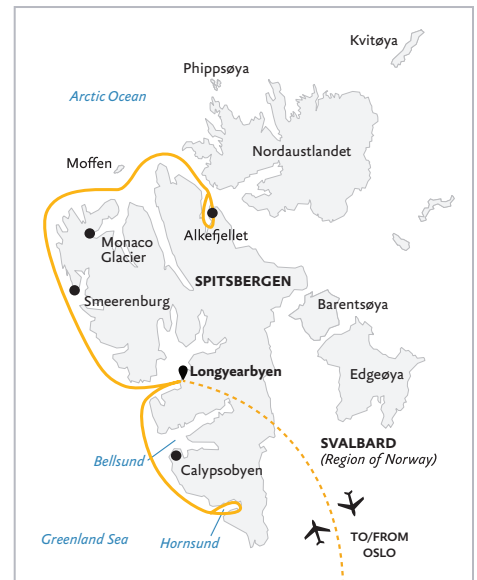 Kvitøya
Phippsøya
Arctic Ocean
Nordaustlandet
Moffen
Alkefjellet
Monaco
Glacier
SPITSBERGEN
Smeerenburg
Barentsøya
Longyearbyen
Edgeøya
SVALBARD
(Region of Norway)
Bellsund
Calypsobyen
Greenland Sea
Hornsund
TO/FROM
OSLO